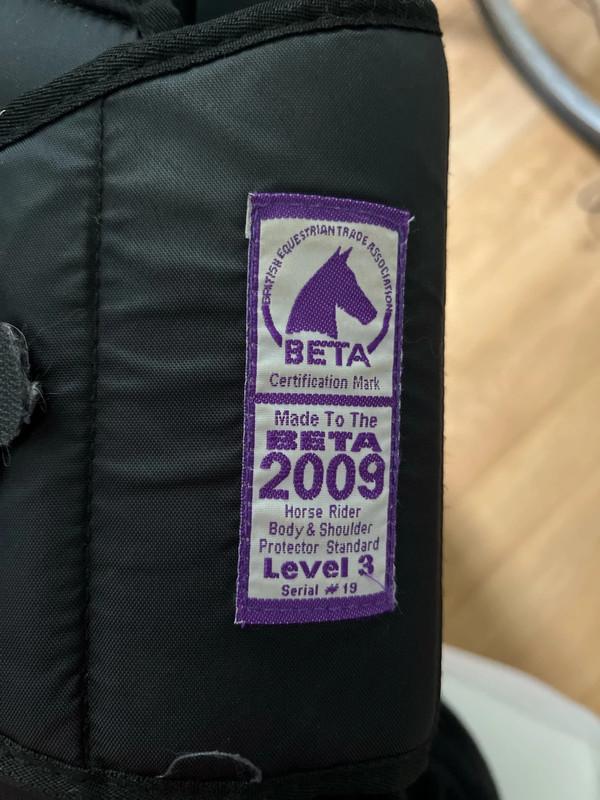 BRITISH EQUESTRIAN TRADE ASSOCIATION
BETA
Certification Mark
Made To The
BETA
2009
Horse Rider
Body & Shoulder
Protector Standard
Level 3
Serial # 19